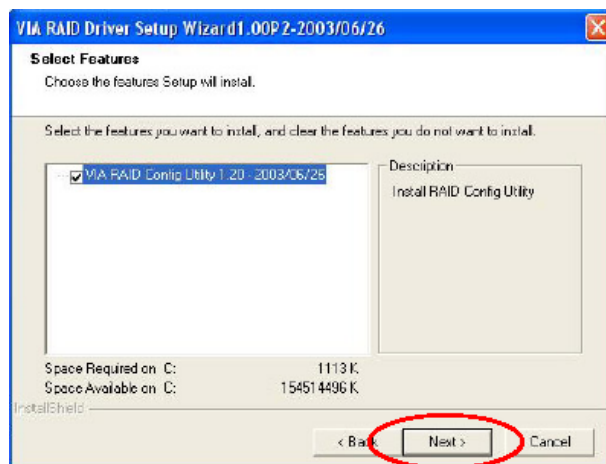 VIA RAID Driver Setup Wizard1.00P2-2003/06/26
Select Features
Choose the features Setup will install.
Select the features you want to install, and clear the features you do not want to install.
VIA RAID Config Utility 1.20 - 2003/06/26
Description
Install RAID Config Utility
Space Required on C: 1113 K
Space Available on C: 154514496 K
InstallShield
< Back
Next >
Cancel